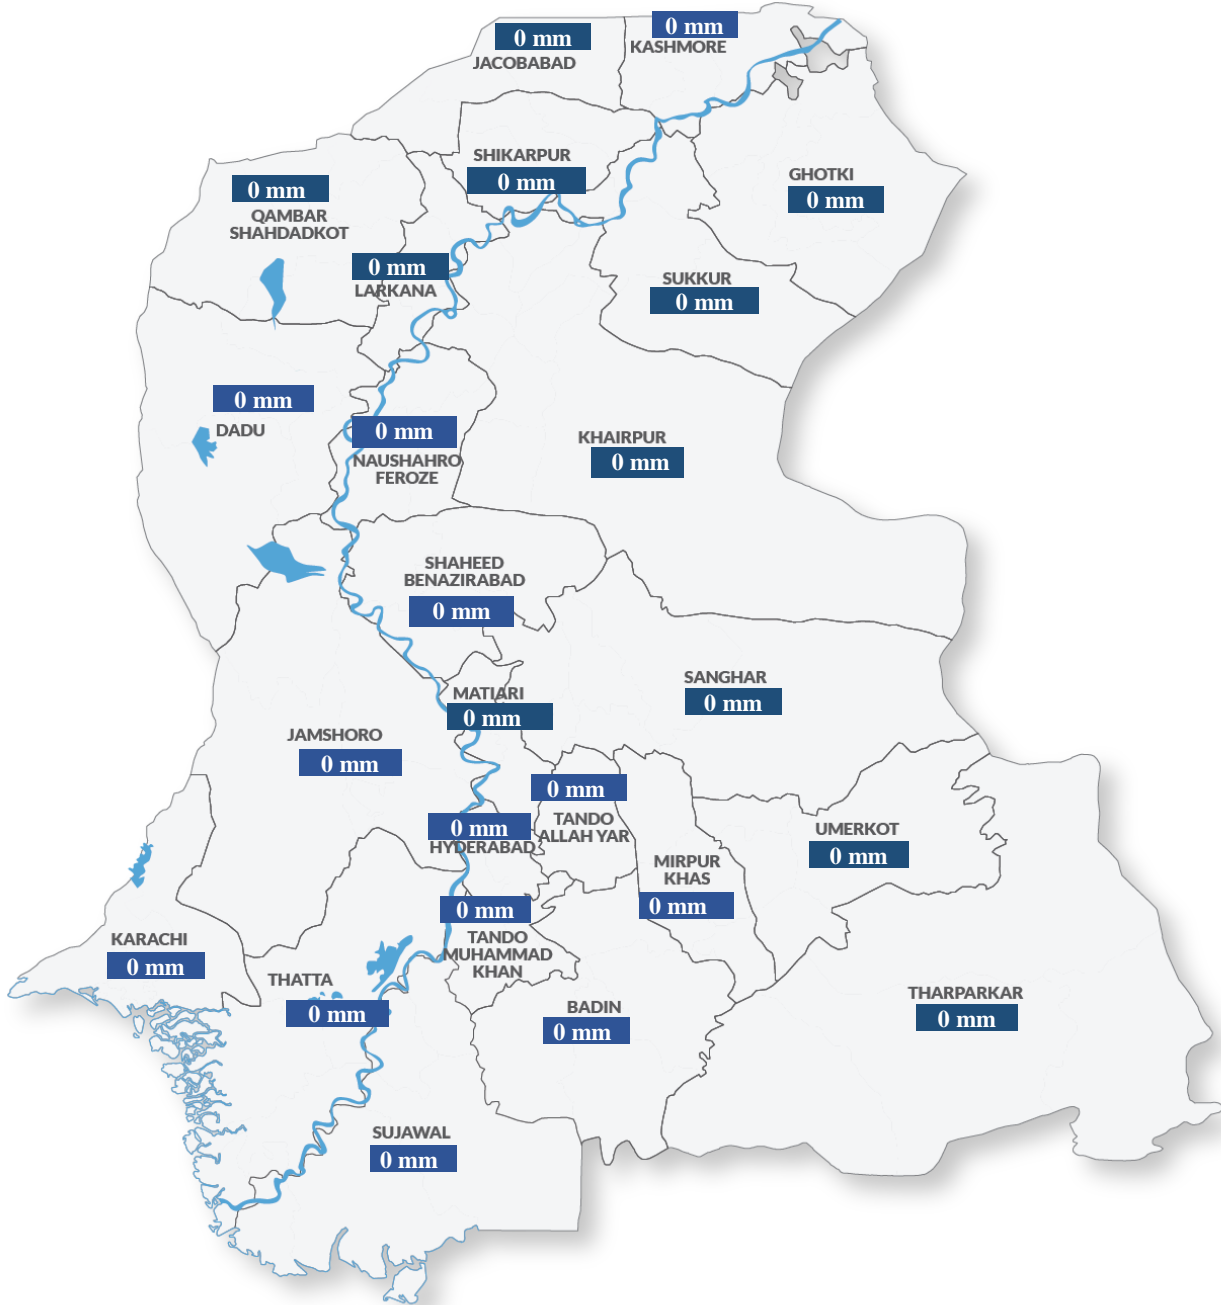 0 mm
JACOBABAD
0 mm
KASHMORE
SHIKARPUR
0 mm
GHOTKI
0 mm
0 mm
QAMBAR
SHAHDADKOT
0 mm
LARKANA
SUKKUR
0 mm
0 mm
DADU
0 mm
NAUSHAHRO
FEROZE
KHAIRPUR
0 mm
SHAHEED
BENAZIRABAD
0 mm
SANGHAR
0 mm
MATIARI
0 mm
JAMSHORO
0 mm
0 mm
TANDO
ALLAH YAR
0 mm
HYDERABAD
UMERKOT
0 mm
MIRPUR
KHAS
0 mm
0 mm
TANDO
MUHAMMAD
KHAN
KARACHI
0 mm
THATTA
0 mm
BADIN
0 mm
THARPARKAR
0 mm
SUJAWAL
0 mm